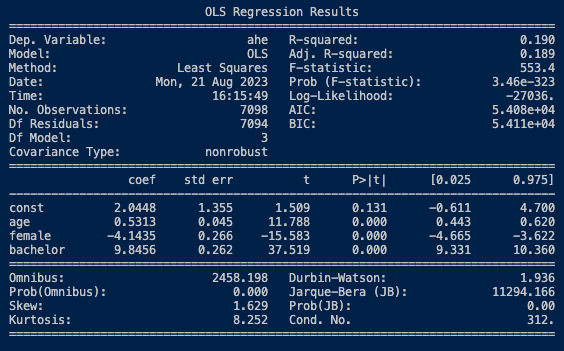 OLS Regression Results
Dep. Variable: ahe R-squared: 0.190
Model: OLS Adj. R-squared: 0.189
Method: Least Squares F-statistic: 553.4
Date: Mon, 21 Aug 2023 Prob (F-statistic): 3.46e-323
Time: 16:15:49 Log-Likelihood: -27036.
No. Observations: 7098 AIC: 5.408e+04
Df Residuals: 7094 BIC: 5.411e+04
Df Model: 3
Covariance Type: nonrobust
coef std err t P>|t| [0.025 0.975]
const 2.0448 1.355 1.509 0.131 -0.611 4.700
age 0.5313 0.045 11.788 0.000 0.443 0.620
female -4.1435 0.266 -15.583 0.000 -4.665 -3.622
bachelor 9.8456 0.262 37.519 0.000 9.331 10.360
Omnibus: 2458.198 Durbin-Watson: 1.936
Prob(Omnibus): 0.000 Jarque-Bera (JB): 11294.166
Skew: 1.629 Prob(JB): 0.00
Kurtosis: 8.252 Cond. No. 312.